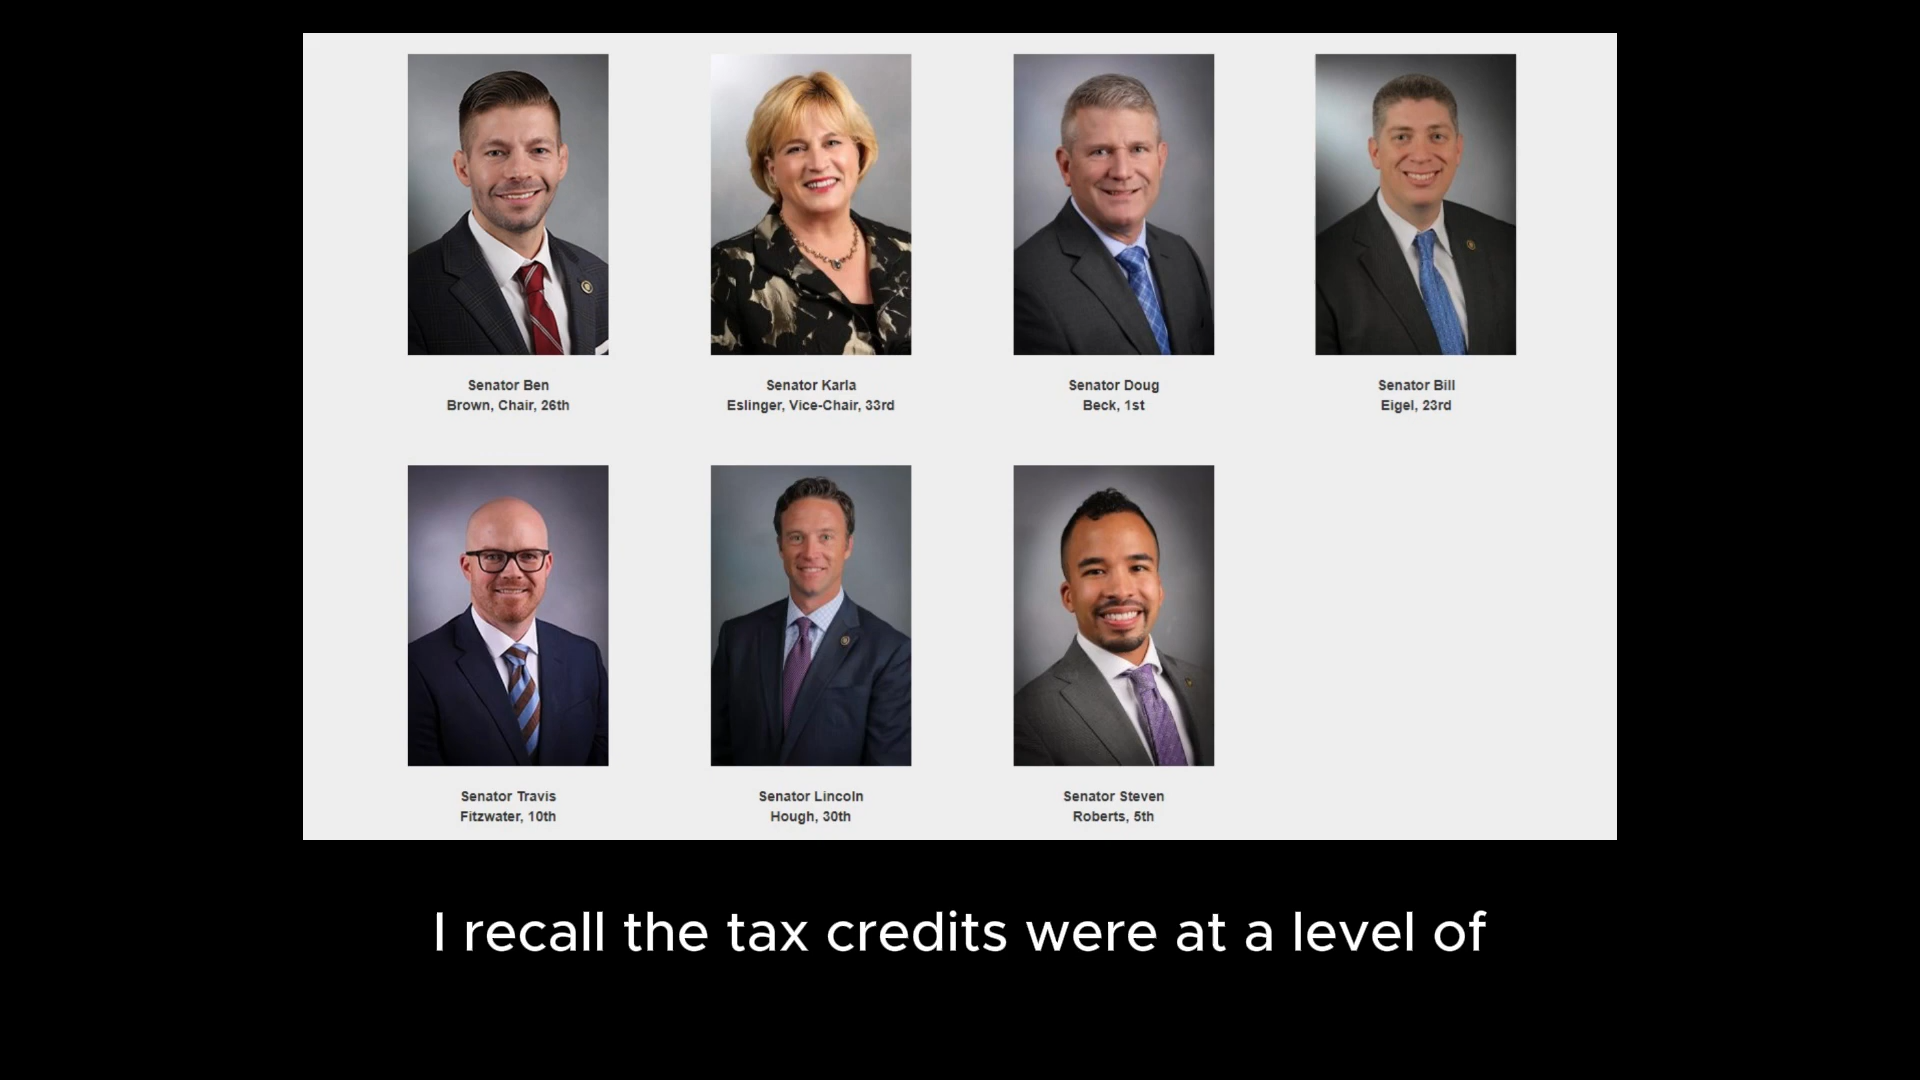 Senator Ben
Brown, Chair, 26th
Senator Karla
Eslinger, Vice-Chair, 33rd
Senator Doug
Beck, 1st
Senator Bill
Eigel, 23rd
Senator Travis
Fitzwater, 10th
Senator Lincoln
Hough, 30th
Senator Steven
Roberts, 5th
I recall the tax credits were at a level of